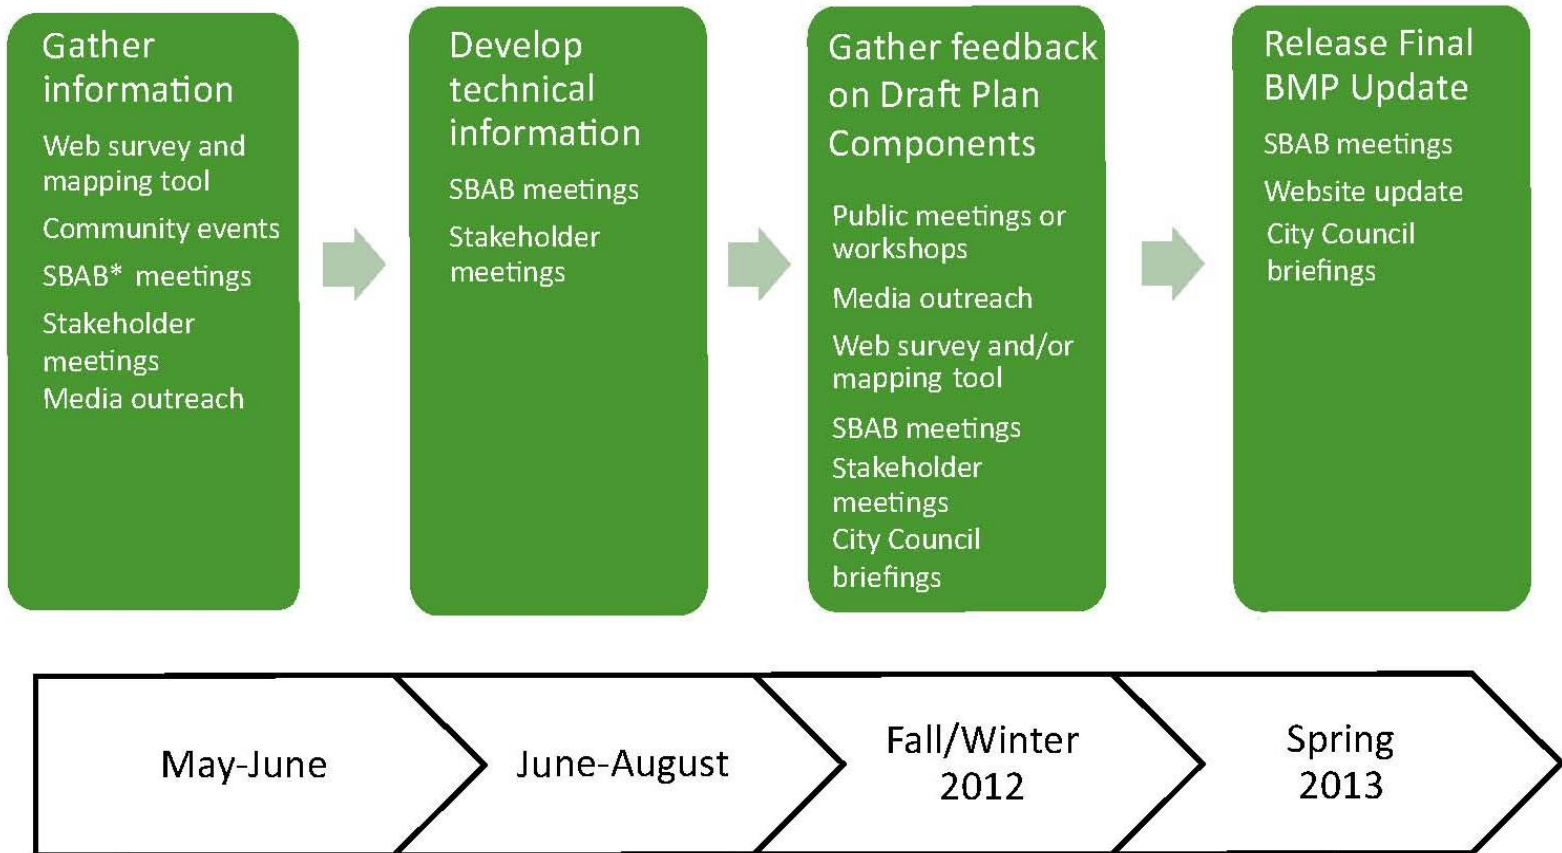 Gather
information
Web survey and
mapping tool
Community events
SBAB* meetings
Stakeholder
meetings
Media outreach
Develop
technical
information
SBAB meetings
Stakeholder
meetings
Gather feedback
on Draft Plan
Components
Public meetings or
workshops
Media outreach
Web survey and/or
mapping tool
SBAB meetings
Stakeholder
meetings
City Council
briefings
Release Final
BMP Update
SBAB meetings
Website update
City Council
briefings
May-June
June-August
Fall/Winter
2012
Spring
2013